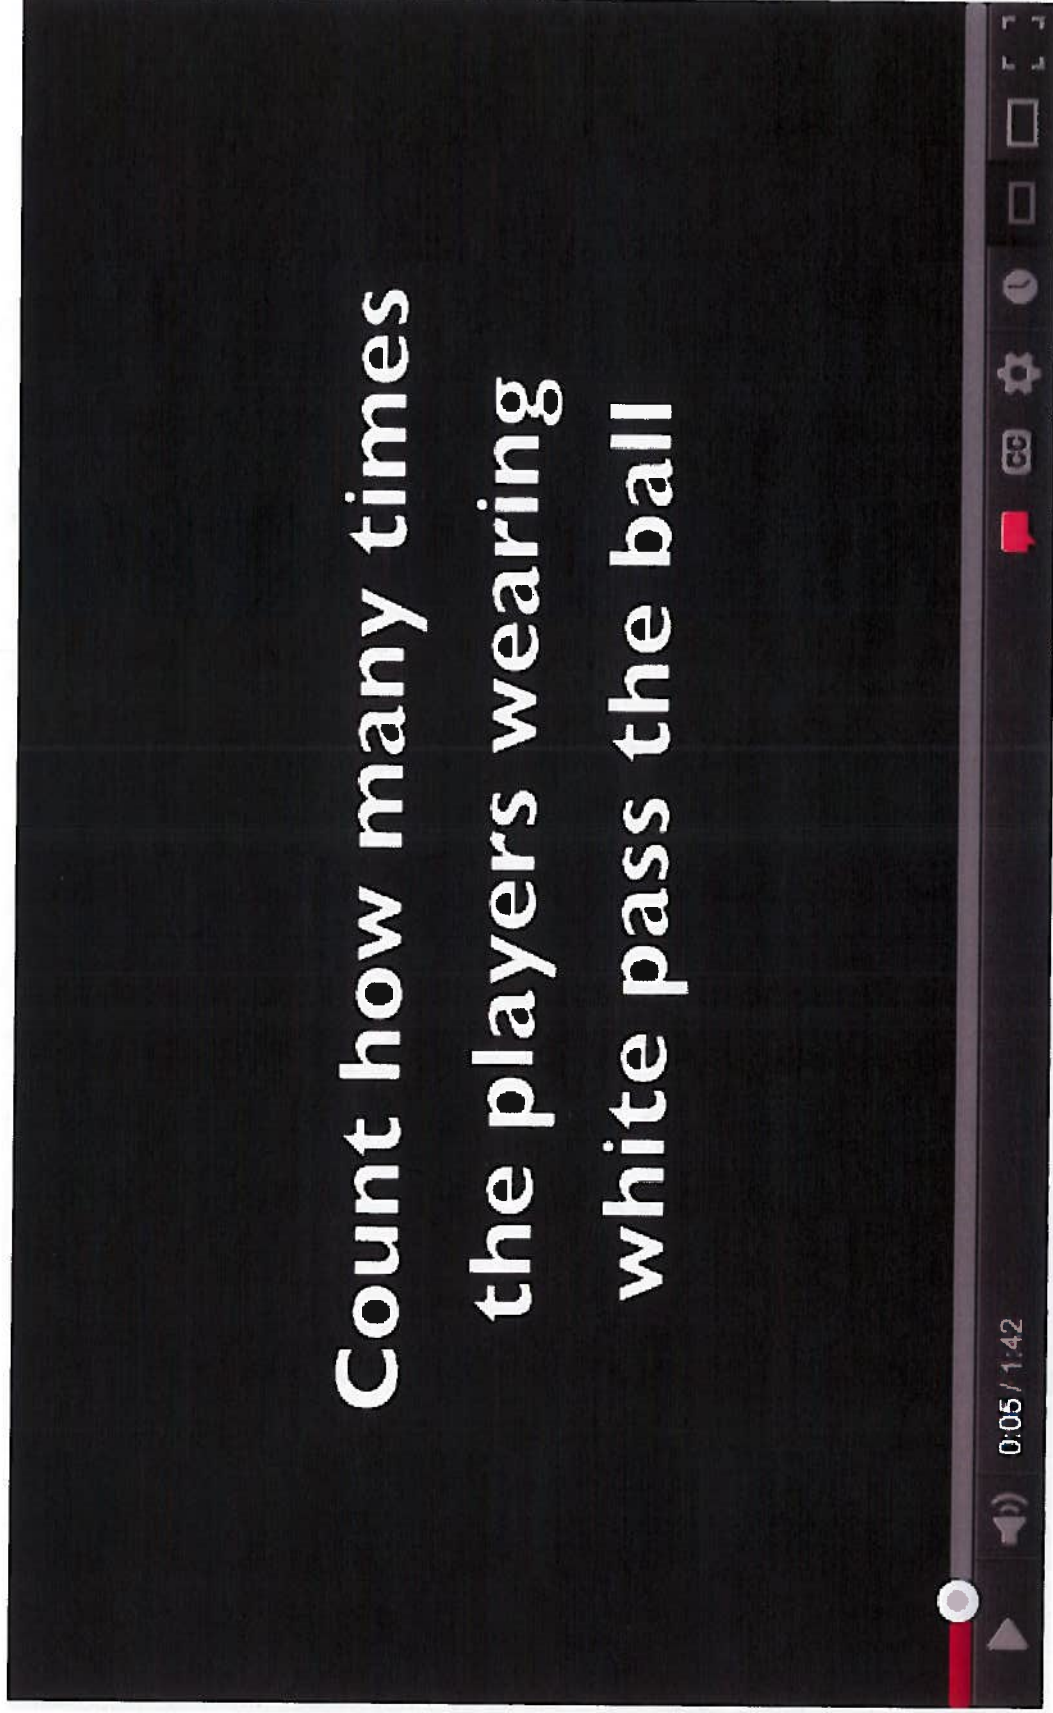 Count how many times
the players wearing
white pass the ball
0:05 / 1:42
CC